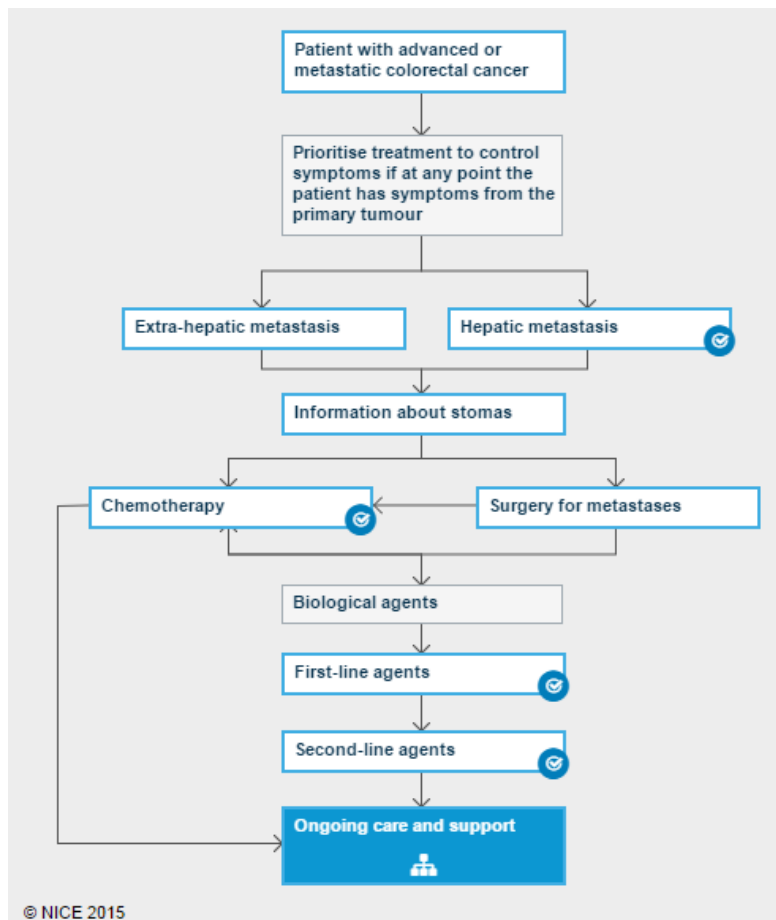 Patient with advanced or
metastatic colorectal cancer
Prioritise treatment to control
symptoms if at any point the
patient has symptoms from the
primary tumour
Extra-hepatic metastasis
Hepatic metastasis
Information about stomas
Chemotherapy
Surgery for metastases
Biological agents
First-line agents
Second-line agents
Ongoing care and support
© NICE 2015